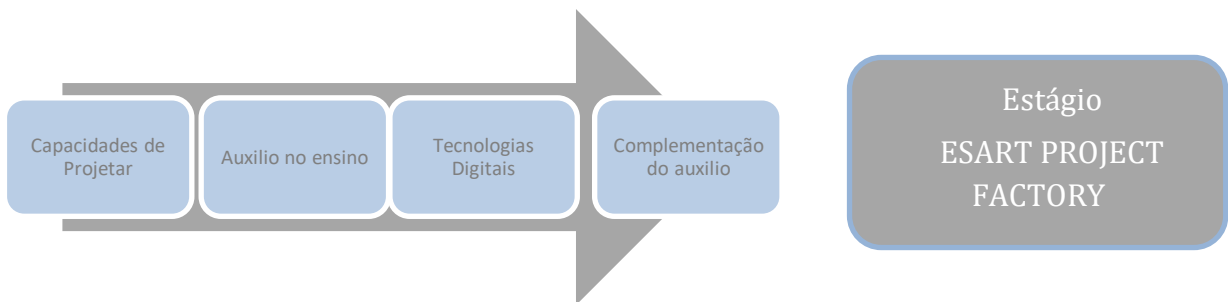 Capacidades de
Projetar
Auxilio no ensino
Tecnologias
Digitais
Complementação
do auxilio
Estágio
ESART PROJECT
FACTORY